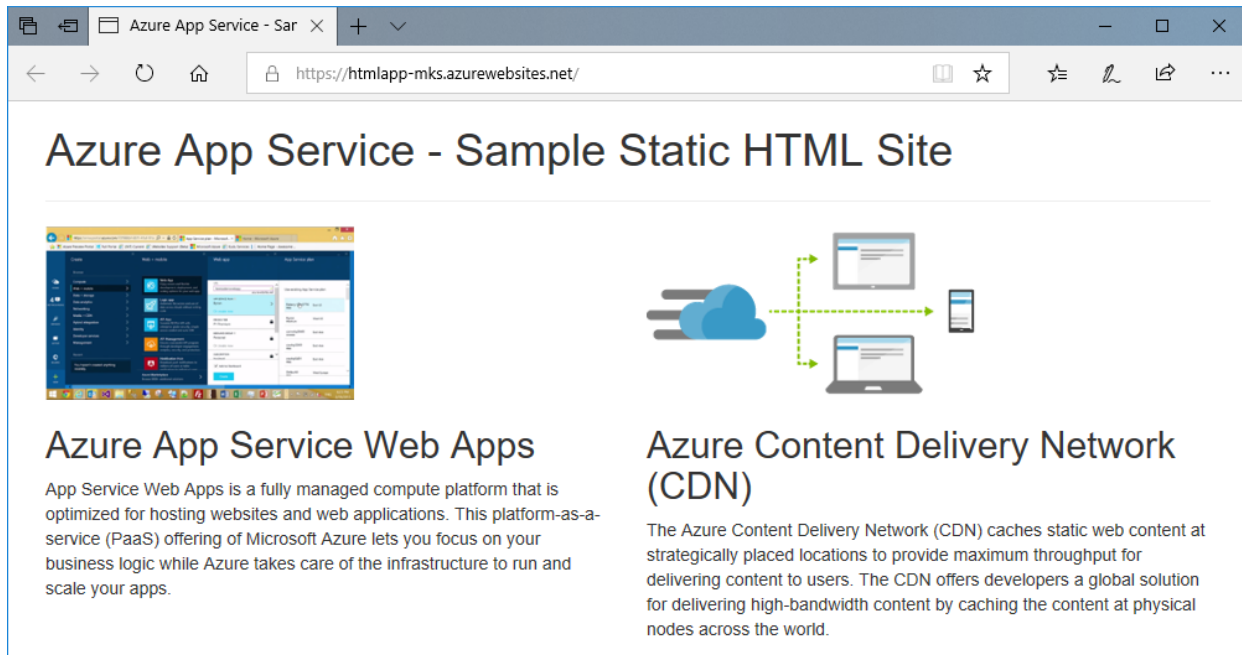 Azure App Service - Sar
https://htmlapp-mks.azurewebsites.net/
Azure App Service - Sample Static HTML Site
Create
Web + mobile
Web app
Azure App Service Web Apps
App Service Web Apps is a fully managed compute platform that is
optimized for hosting websites and web applications. This platform-as-a-
service (PaaS) offering of Microsoft Azure lets you focus on your
business logic while Azure takes care of the infrastructure to run and
scale your apps.
Azure Content Delivery Network
(CDN)
The Azure Content Delivery Network (CDN) caches static web content at
strategically placed locations to provide maximum throughput for
delivering content to users. The CDN offers developers a global solution
for delivering high-bandwidth content by caching the content at physical
nodes across the world.